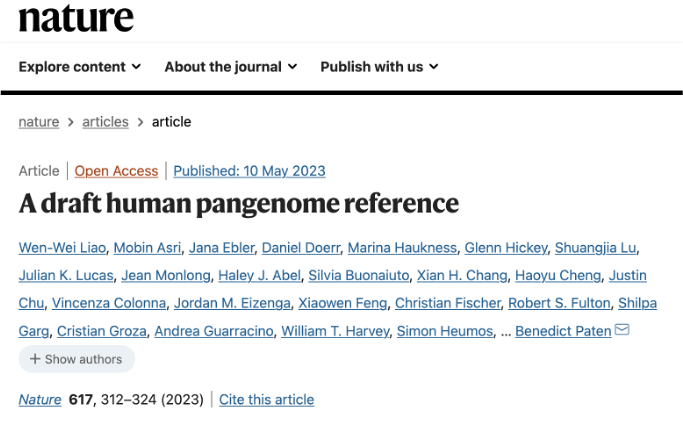 nature
Explore content About the journal Publish with us
nature > articles > article
Article | Open Access | Published: 10 May 2023
A draft human pangenome reference
Wen-Wei Liao, Mobin Asri, Jana Ebler, Daniel Doerr, Marina Haukness, Glenn Hickey, Shuangjia Lu,
Julian K. Lucas, Jean Monlong, Haley J. Abel, Silvia Buonaiuto, Xian H. Chang, Haoyu Cheng, Justin
Chu, Vincenza Colonna, Jordan M. Eizenga, Xiaowen Feng, Christian Fischer, Robert S. Fulton, Shilpa
Garg, Cristian Groza, Andrea Guarracino, William T. Harvey, Simon Heumos, ... Benedict Paten
+ Show authors
Nature 617, 312–324 (2023) | Cite this article